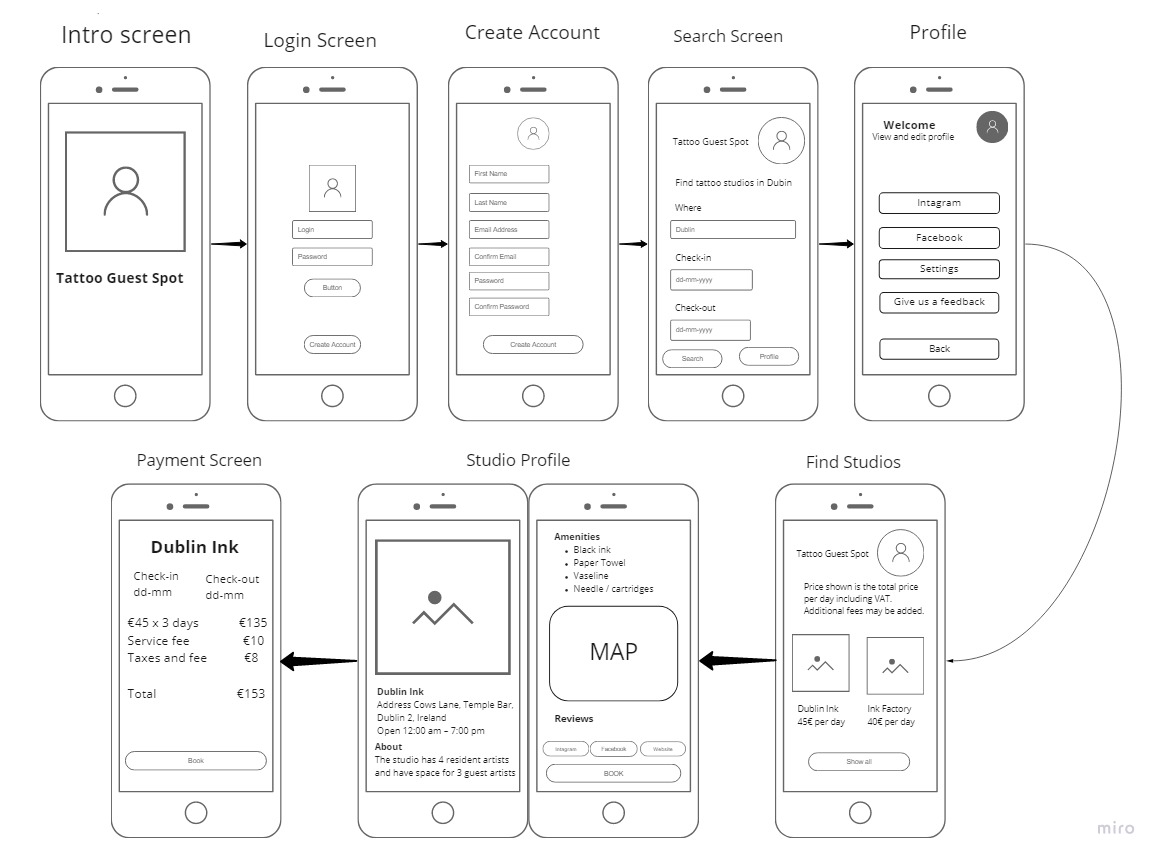 Intro screen
Login Screen
Create Account
Search Screen
Profile
Tattoo Guest Spot
Login
Password
Button
Create Account
First Name
Last Name
Email Address
Confirm Email
Password
Confirm Password
Create Account
Tattoo Guest Spot
Find tattoo studios in Dubin
Where
Dublin
Check-in
dd-mm-yyyy
Check-out
dd-mm-yyyy
Search
Profile
Welcome
View and edit profile
Intagram
Facebook
Settings
Give us a feedback
Back
Payment Screen
Studio Profile
Find Studios
Dublin Ink
Check-in
dd-mm
Check-out
dd-mm
€45 x 3 days €135
Service fee €10
Taxes and fee €8
Total €153
Book
Dublin Ink
Address Cows Lane, Temple Bar,
Dublin 2, Ireland
Open 12:00 am – 7:00 pm
About
The studio has 4 resident artists
and have space for 3 guest artists
Amenities
• Black ink
• Paper Towel
• Vaseline
• Needle / cartridges
MAP
Reviews
Intagram
Facebook
Website
BOOK
Tattoo Guest Spot
Price shown is the total price
per day including VAT.
Additional fees may be added.
Dublin Ink
45€ per day
Ink Factory
40€ per day
Show all
miro